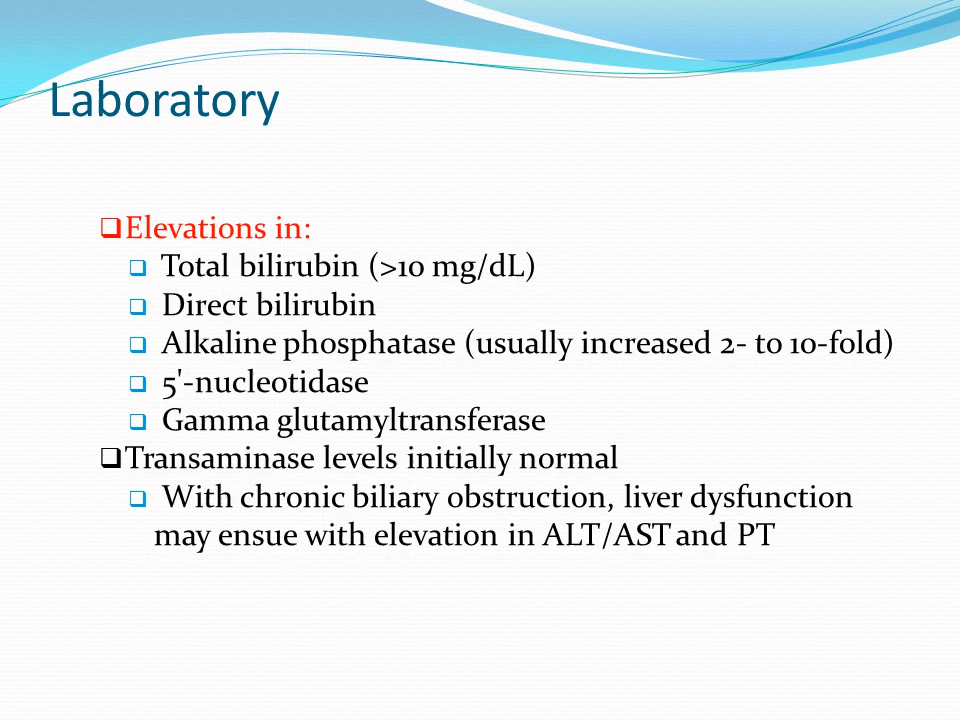 Laboratory
Elevations in:
Total bilirubin (>10 mg/dL)
Direct bilirubin
Alkaline phosphatase (usually increased 2- to 10-fold)
5'-nucleotidase
Gamma glutamyltransferase
Transaminase levels initially normal
With chronic biliary obstruction, liver dysfunction
may ensue with elevation in ALT/AST and PT